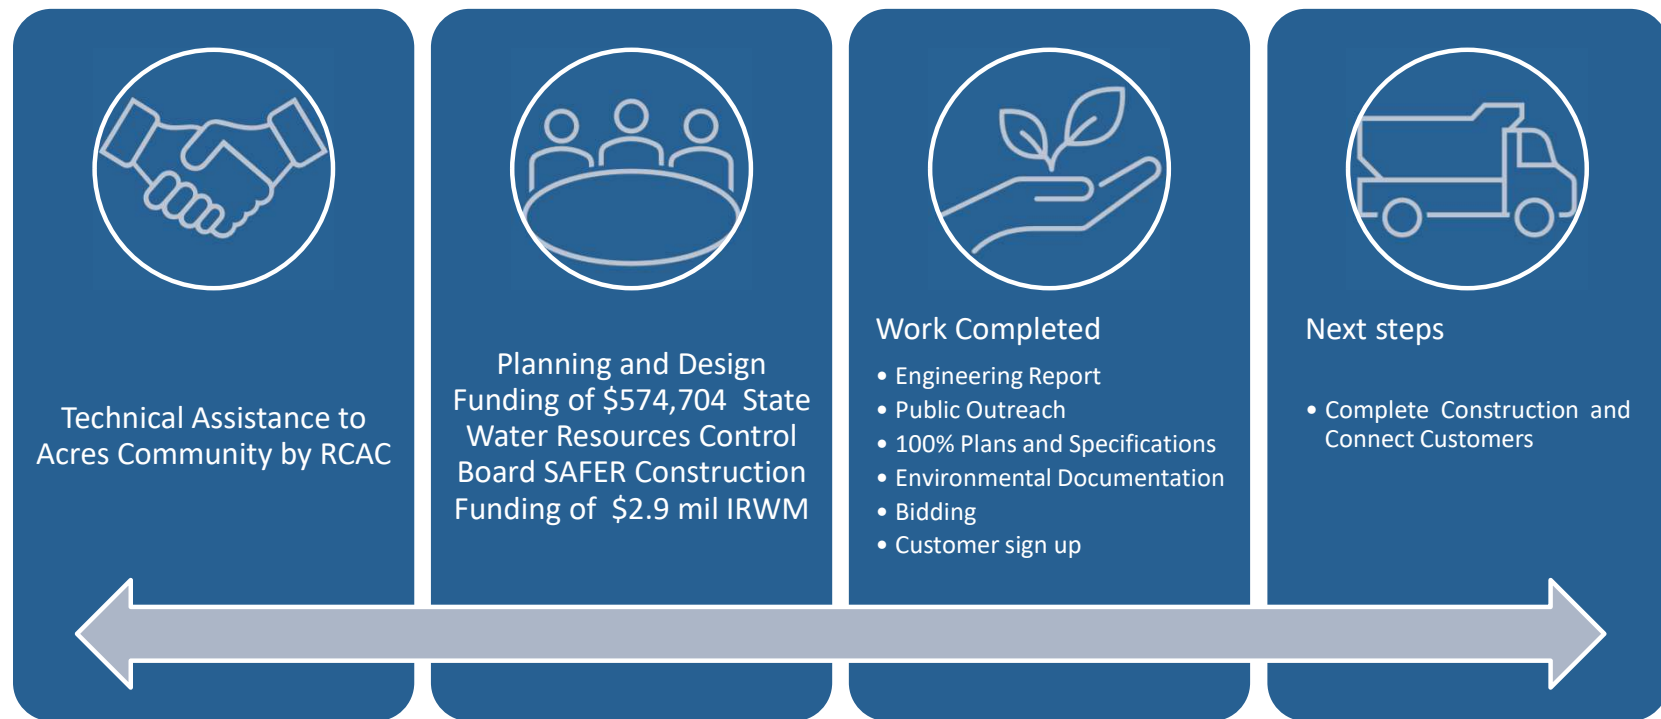 Technical Assistance to
Acres Community by RCAC
Planning and Design
Funding of $574,704  State
Water Resources Control
Board SAFER Construction
Funding of  $2.9 mil IRWM
Work Completed
• Engineering Report
• Public Outreach
• 100% Plans and Specifications
• Environmental Documentation
• Bidding
• Customer sign up
Next steps
• Complete Construction and
Connect Customers